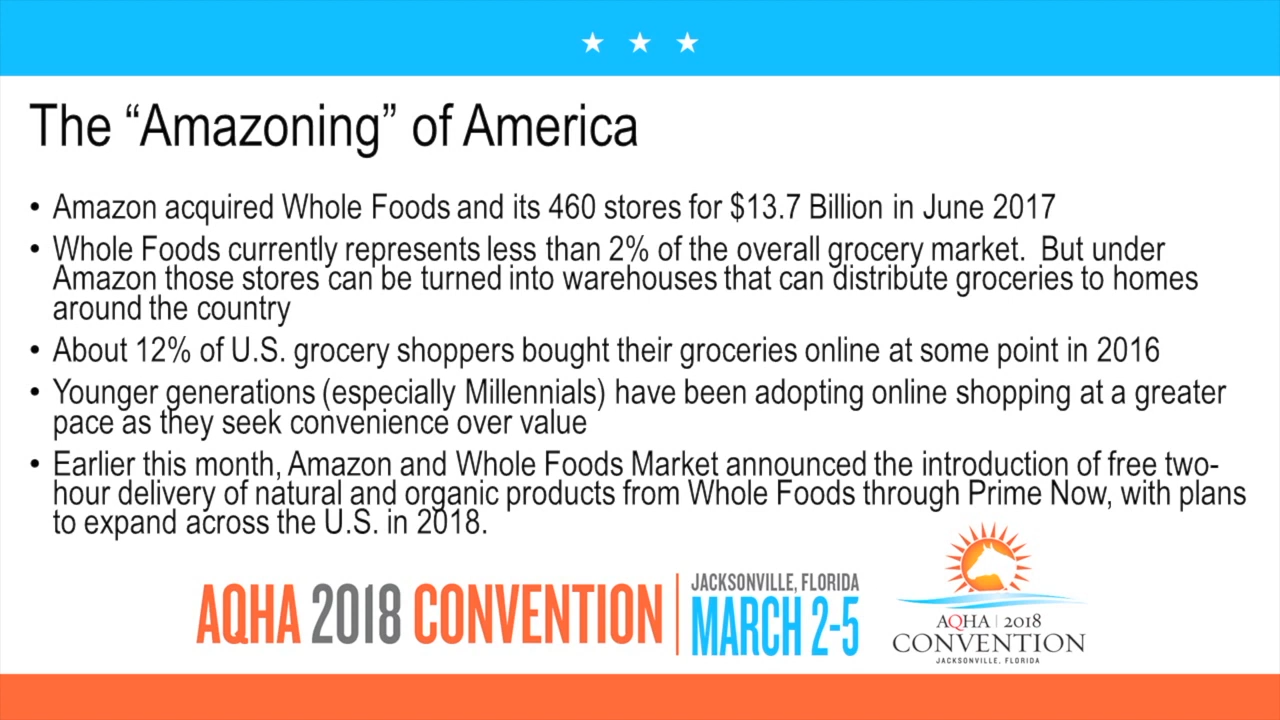 The “Amazoning” of America
• Amazon acquired Whole Foods and its 460 stores for $13.7 Billion in June 2017
• Whole Foods currently represents less than 2% of the overall grocery market.  But under
Amazon those stores can be turned into warehouses that can distribute groceries to homes
around the country
• About 12% of U.S. grocery shoppers bought their groceries online at some point in 2016
• Younger generations (especially Millennials) have been adopting online shopping at a greater
pace as they seek convenience over value
• Earlier this month, Amazon and Whole Foods Market announced the introduction of free two-
hour delivery of natural and organic products from Whole Foods through Prime Now, with plans
to expand across the U.S. in 2018.
AQHA 2018 CONVENTION
JACKSONVILLE, FLORIDA
MARCH 2-5
AQHA | 2018
CONVENTION
JACKSONVILLE, FLORIDA